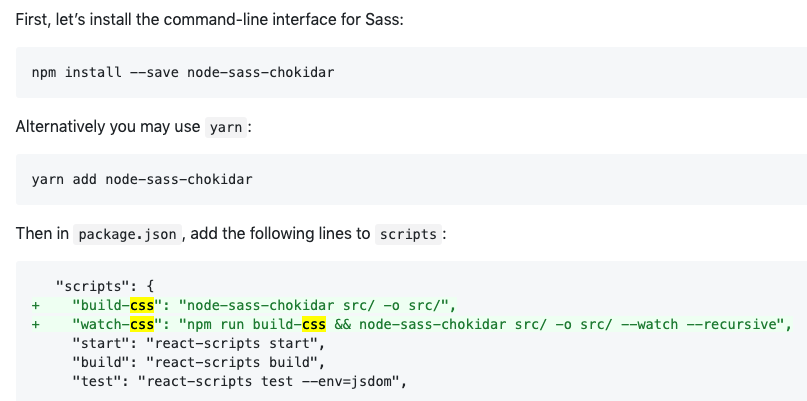 First, let’s install the command-line interface for Sass:
npm install --save node-sass-chokidar
Alternatively you may use yarn :
yarn add node-sass-chokidar
Then in package.json , add the following lines to scripts :
"scripts": {
+    "build-css": "node-sass-chokidar src/ -o src/",
+    "watch-css": "npm run build-css && node-sass-chokidar src/ -o src/ --watch --recursive",
"start": "react-scripts start",
"build": "react-scripts build",
"test": "react-scripts test --env=jsdom",